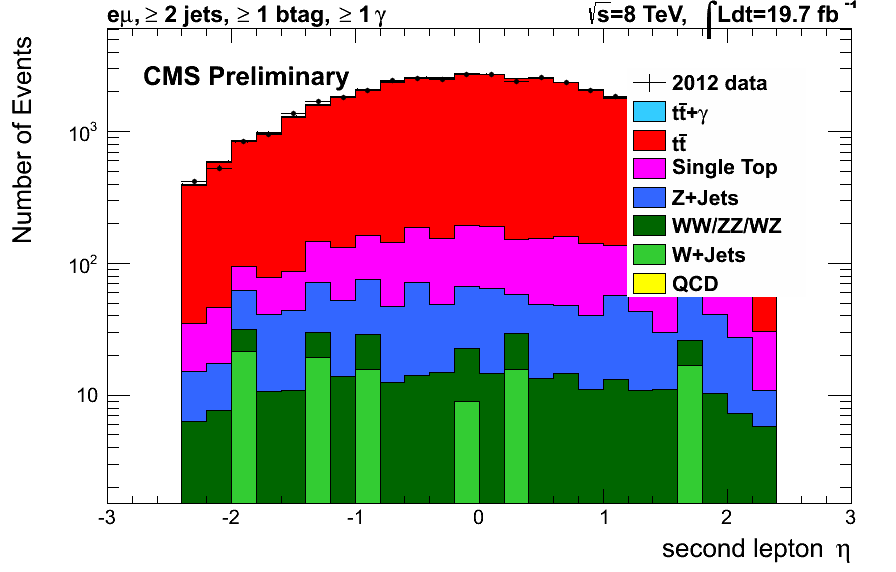 eμ, ≥ 2 jets, ≥ 1 btag, ≥ 1 γ
√s=8 TeV, ∫Ldt=19.7 fb⁻¹
CMS Preliminary
2012 data
tt̄+γ
tt̄
Single Top
Z+Jets
WW/ZZ/WZ
W+Jets
QCD
Number of Events
10³
10²
10
-3 -2 -1 0 1 2 3
second lepton η